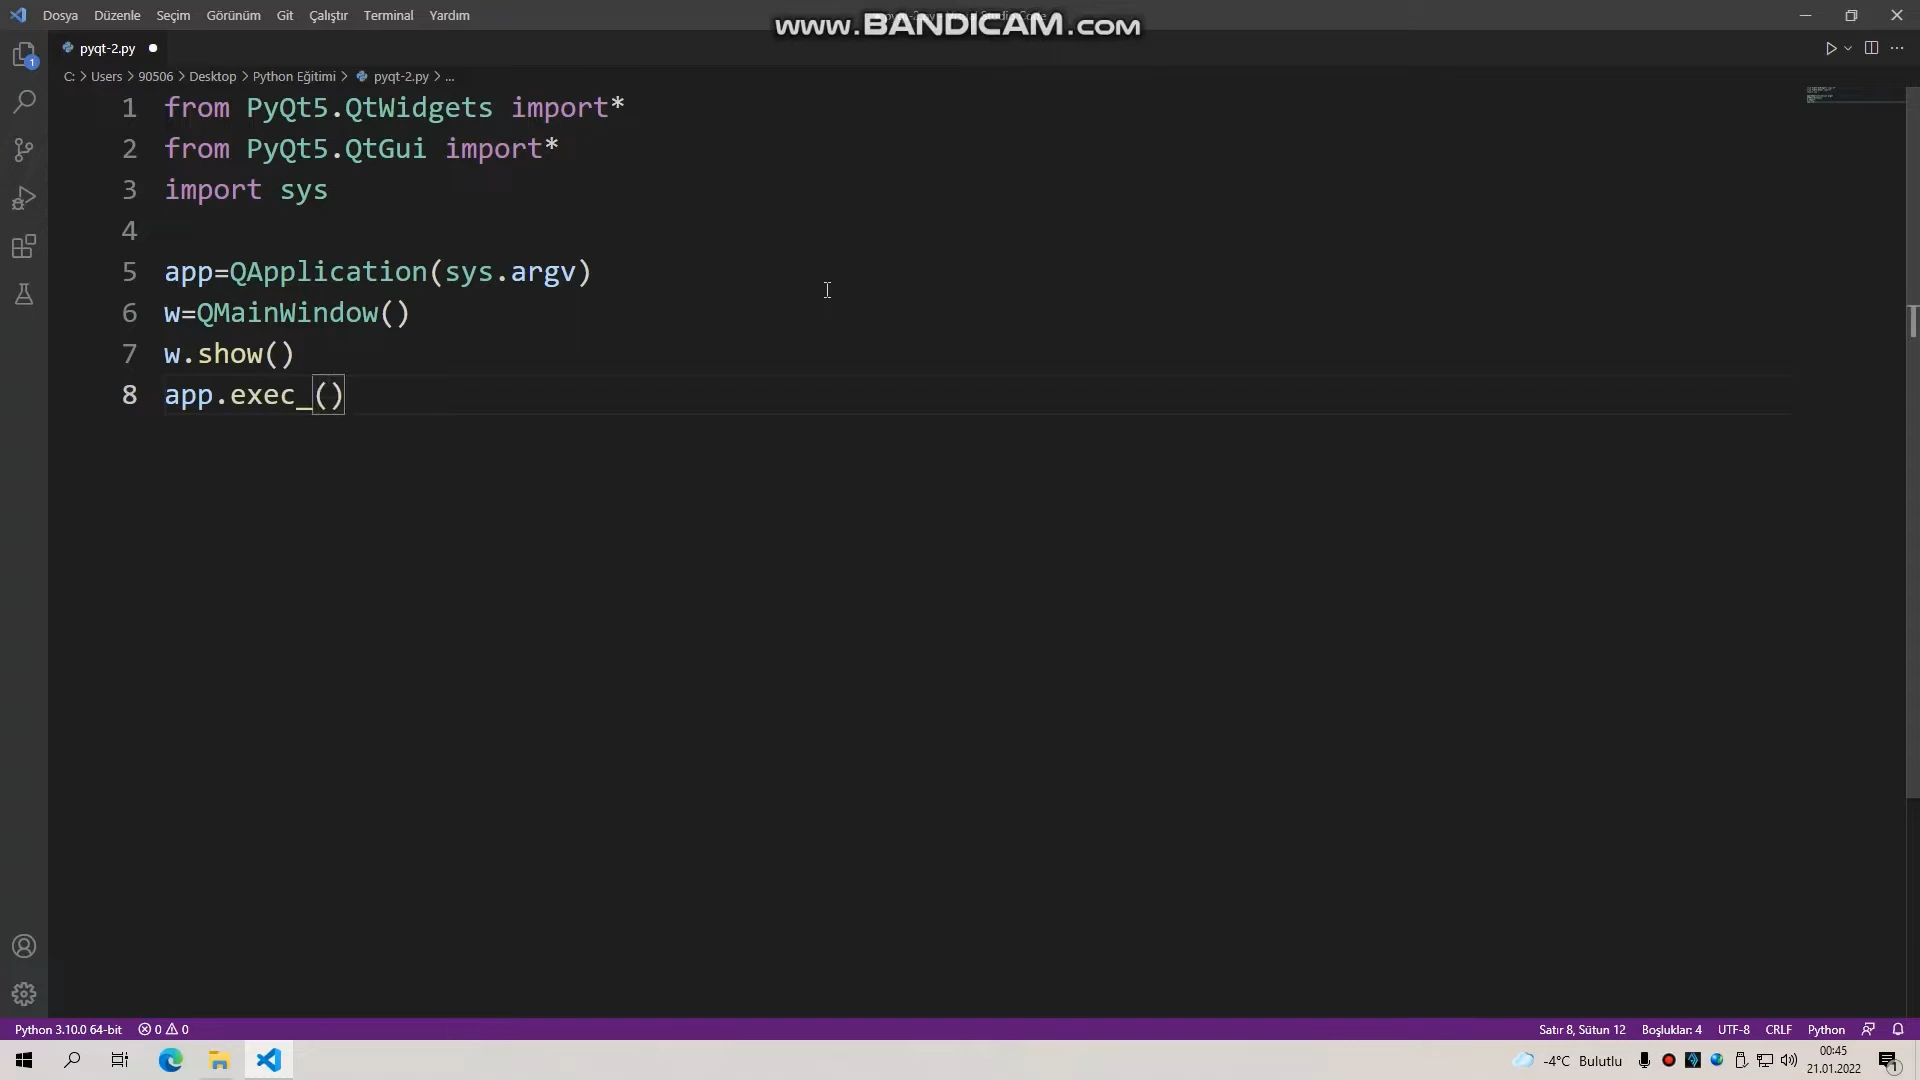 Dosya Düzenle Seçim Görünüm Git Çalıştır Terminal Yardım
www.BANDICAM.com
pyqt-2.py
1
C: > Users > 90506 > Desktop > Python Eğitimi > pyqt-2.py > ...
1 from PyQt5.QtWidgets import*
2 from PyQt5.QtGui import*
3 import sys
4
5 app=QApplication(sys.argv)
6 w=QMainWindow()
7 w.show()
8 app.exec_()
Python 3.10.0 64-bit 0 0 Satır 8, Sütun 12 Boşluklar: 4 UTF-8 CRLF Python
-4°C Bulutlu 00:45
21.01.2022 1